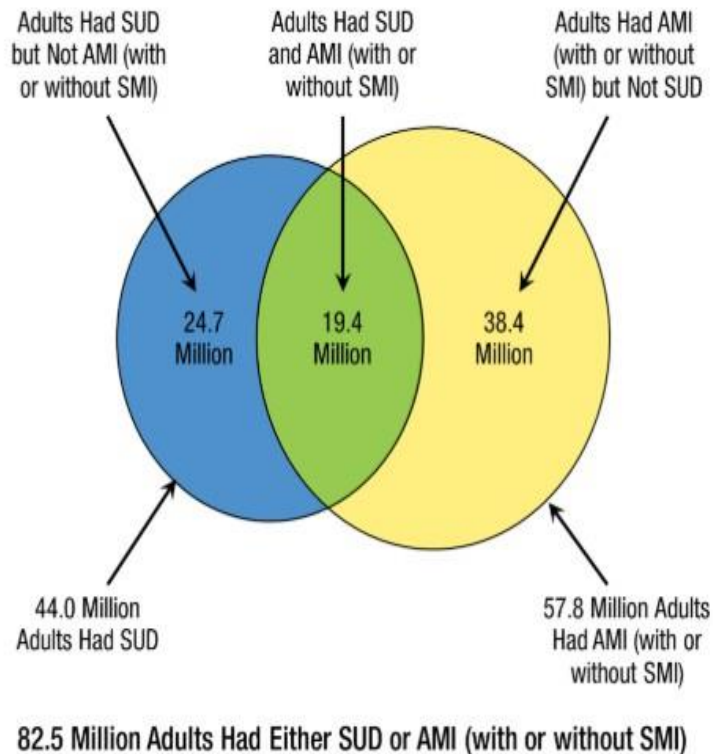 Adults Had SUD
but Not AMI (with
or without SMI)
Adults Had SUD
and AMI (with or
without SMI)
Adults Had AMI
(with or without
SMI) but Not SUD
24.7
Million
19.4
Million
38.4
Million
44.0 Million
Adults Had SUD
57.8 Million Adults
Had AMI (with or
without SMI)
82.5 Million Adults Had Either SUD or AMI (with or without SMI)